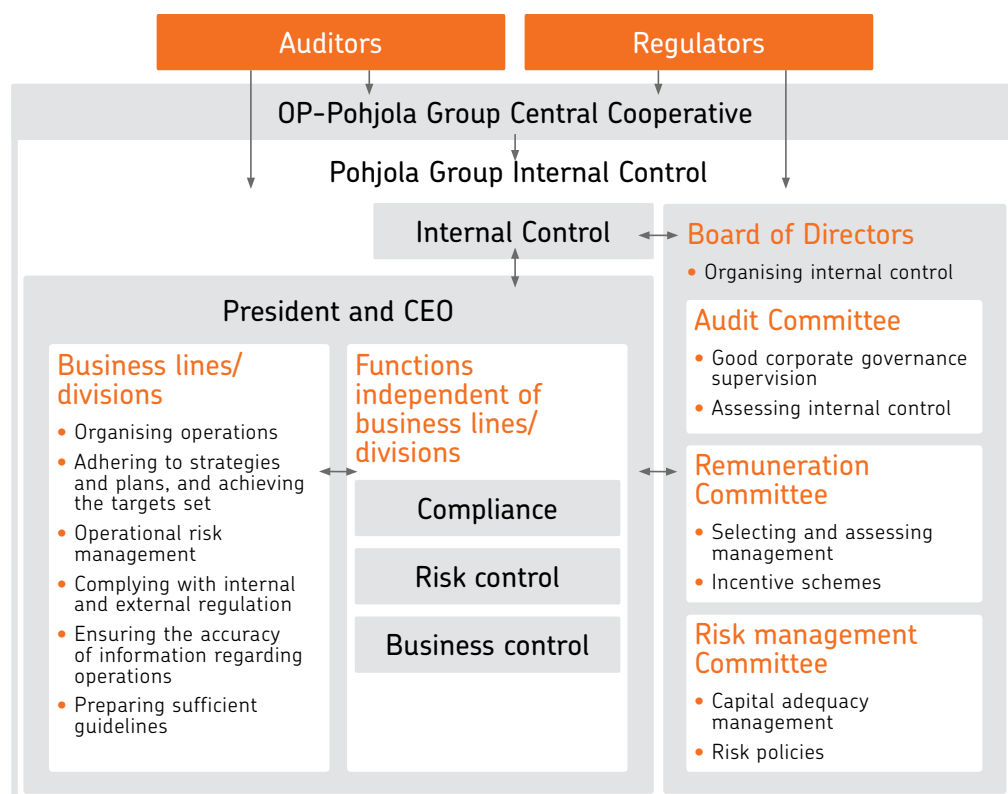 Auditors
Regulators
OP-Pohjola Group Central Cooperative
Pohjola Group Internal Control
Internal Control
President and CEO
Business lines/
divisions
• Organising operations
• Adhering to strategies
and plans, and achieving
the targets set
• Operational risk
management
• Complying with internal
and external regulation
• Ensuring the accuracy
of information regarding
operations
• Preparing sufficient
guidelines
Functions
independent of
business lines/
divisions
Compliance
Risk control
Business control
Board of Directors
• Organising internal control
Audit Committee
• Good corporate governance
supervision
• Assessing internal control
Remuneration
Committee
• Selecting and assessing
management
• Incentive schemes
Risk management
Committee
• Capital adequacy
management
• Risk policies